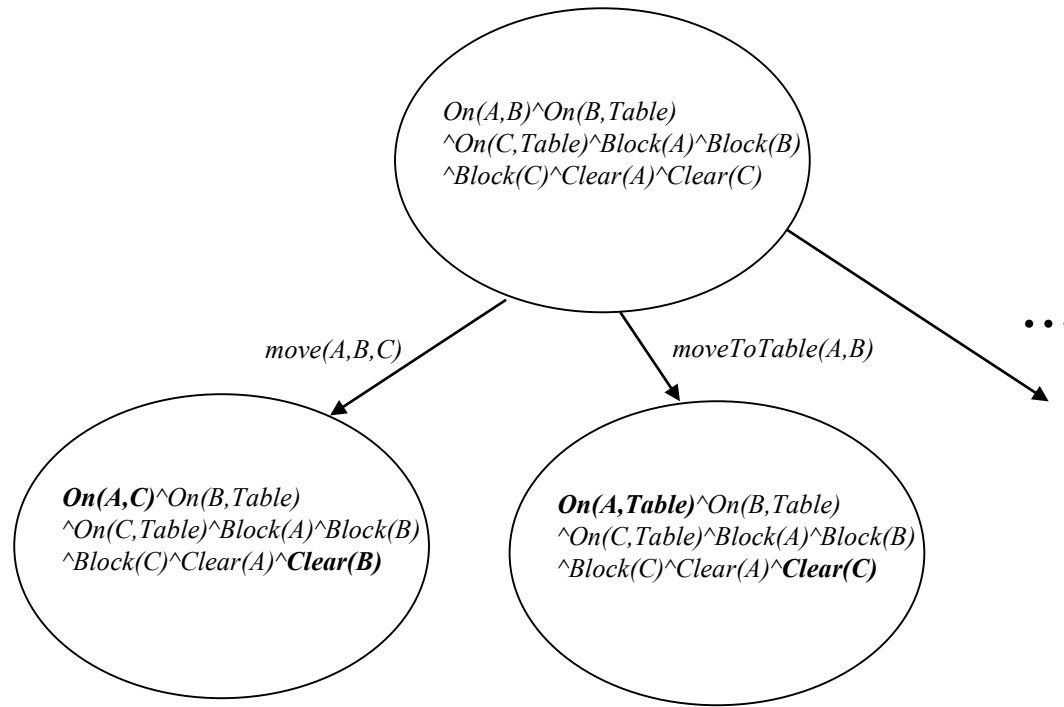 On(A,B)^On(B,Table)
^On(C,Table)^Block(A)^Block(B)
^Block(C)^Clear(A)^Clear(C)
...
move(A,B,C)
moveToTable(A,B)
On(A,C)^On(B,Table)
^On(C,Table)^Block(A)^Block(B)
^Block(C)^Clear(A)^Clear(B)
On(A,Table)^On(B,Table)
^On(C,Table)^Block(A)^Block(B)
^Block(C)^Clear(A)^Clear(C)